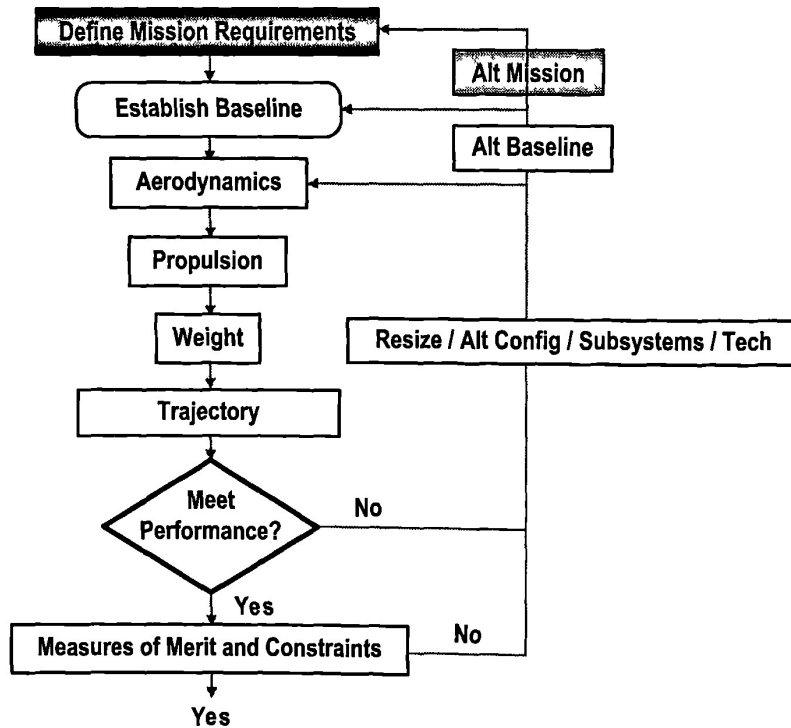 Define Mission Requirements
Alt Mission
Establish Baseline
Alt Baseline
Aerodynamics
Propulsion
Weight
Resize / Alt Config / Subsystems / Tech
Trajectory
Meet
Performance?
No
Yes
Measures of Merit and Constraints
No
Yes